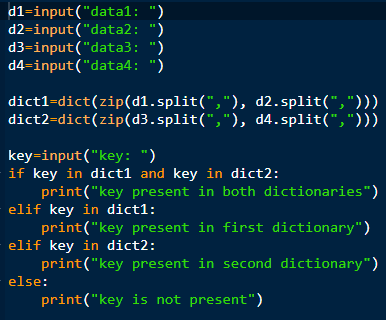 d1=input("data1: ")
d2=input("data2: ")
d3=input("data3: ")
d4=input("data4: ")

dict1=dict(zip(d1.split(","), d2.split(",")))
dict2=dict(zip(d3.split(","), d4.split(",")))

key=input("key: ")
if key in dict1 and key in dict2:
    print("key present in both dictionaries")
elif key in dict1:
    print("key present in first dictionary")
elif key in dict2:
    print("key present in second dictionary")
else:
    print("key is not present")